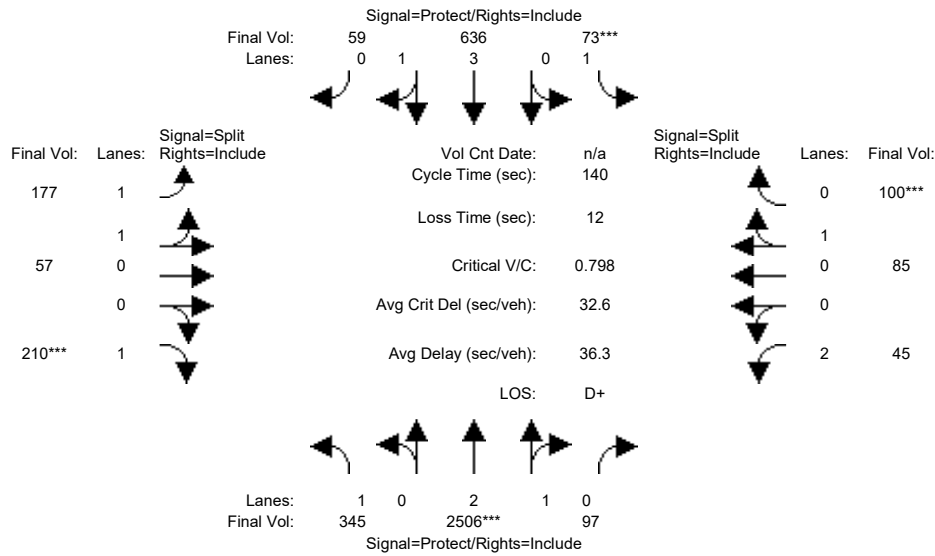 Signal=Protect/Rights=Include
Final Vol: 59 636 73***
Lanes: 0 1 3 0 1
Signal=Split Signal=Split
Final Vol: Lanes: Rights=Include Vol Cnt Date: n/a Rights=Include Lanes: Final Vol:
Cycle Time (sec): 140
177 1 0 100***
Loss Time (sec): 12
1 1
57 0 Critical V/C: 0.798 0 85
0 Avg Crit Del (sec/veh): 32.6 0
210*** 1 Avg Delay (sec/veh): 36.3 2 45
LOS: D+
Lanes: 1 0 2 1 0
Final Vol: 345 2506*** 97
Signal=Protect/Rights=Include